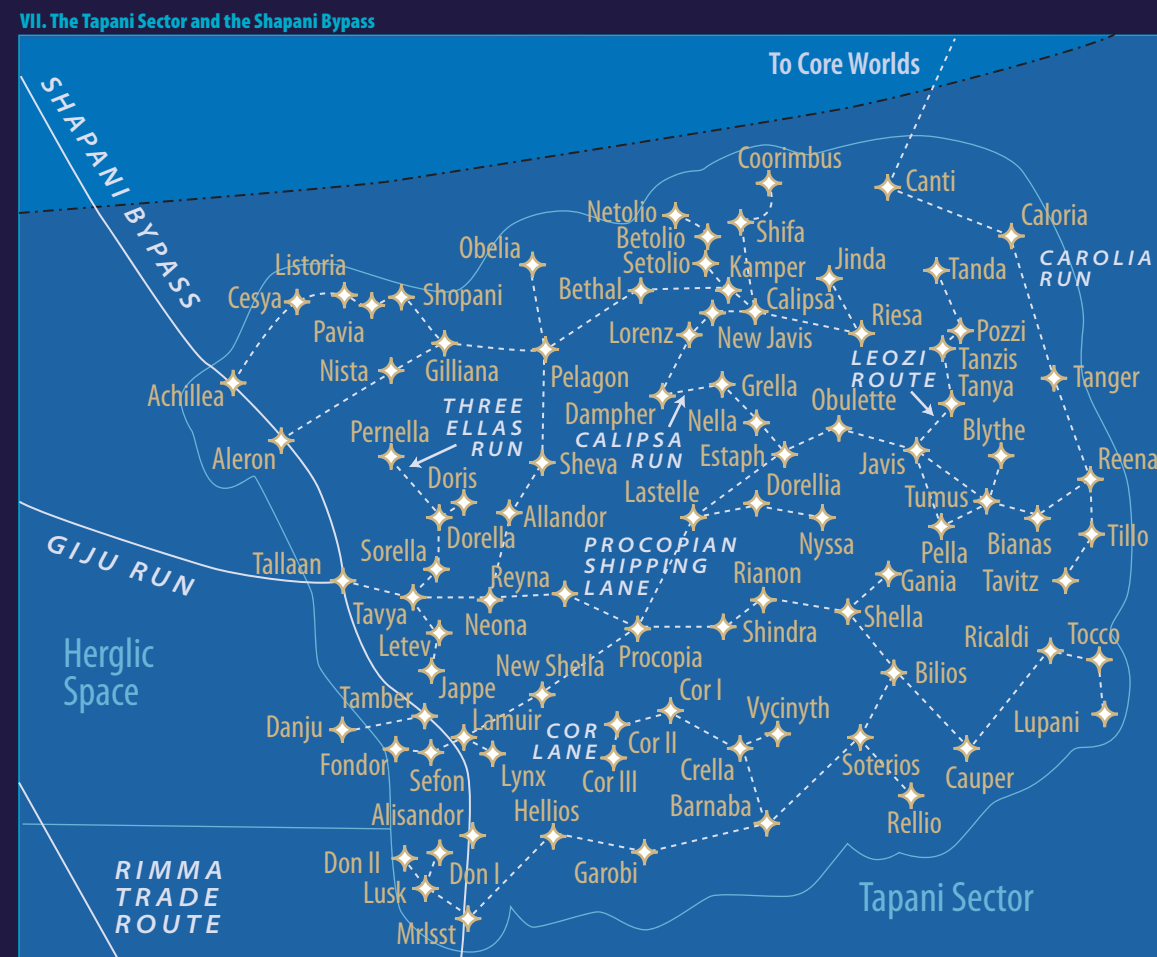 VII. The Tapani Sector and the Shapani Bypass
To Core Worlds
SHAPANI BYPASS
Coorimbus
Canti
Netolio
Caloria
Betolio
Shifa
Obelia
Setolio
Kamper
Jinda
Tanda
CAROLIA
RUN
Listoria
Cesya
Shopani
Bethal
Calipsa
Pavia
Lorenz
New Javis
Riesa
Pozzi
Nista
Gilliana
Pelagon
LEOZI
ROUTE
Tanzis
Tanya
Tanger
Achillea
Dampher
Grella
Obulette
THREE
ELLAS
RUN
Nella
Blythe
Pernella
CALIPSA
RUN
Aleron
Sheva
Estaph
Javis
Reena
Doris
Lastelle
Dorellia
Tumus
Allandor
Dorella
Nyssa
Pella
Bianas
Tillo
GIJU RUN
Sorella
PROCOPIAN
SHIPPING
LANE
Tallaan
Reyna
Rianon
Gania
Tavitz
Tavya
Neona
Shella
Letev
Shindra
Ricaldi
Tocco
Herglic
Space
New Shella
Procopia
Bilios
Jappe
Tamber
Cor I
Vycinyth
Lupani
Danju
Lamuir
COR
LANE
Cor II
Fondor
Sefon
Lynx
Cor III
Crella
Soterios
Cauper
Alisandor
Hellios
Barnaba
Rellio
Don II
Don I
Garobi
RIMMA
TRADE
ROUTE
Lusk
Tapani Sector
Mrlsst